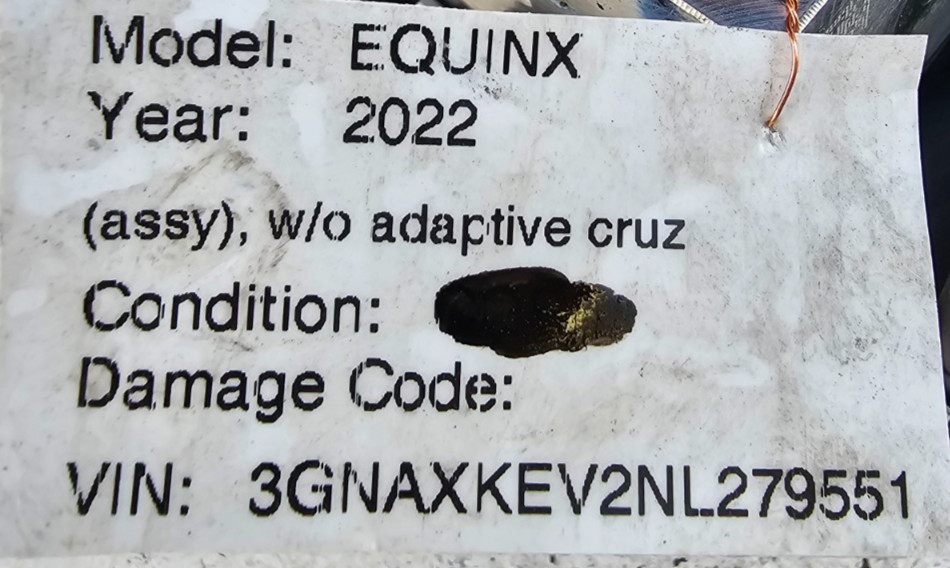 Model: EQUINX
Year: 2022
(assy), w/o adaptive cruz
Condition:
Damage Code:
VIN: 3GNAXKEV2NL279551